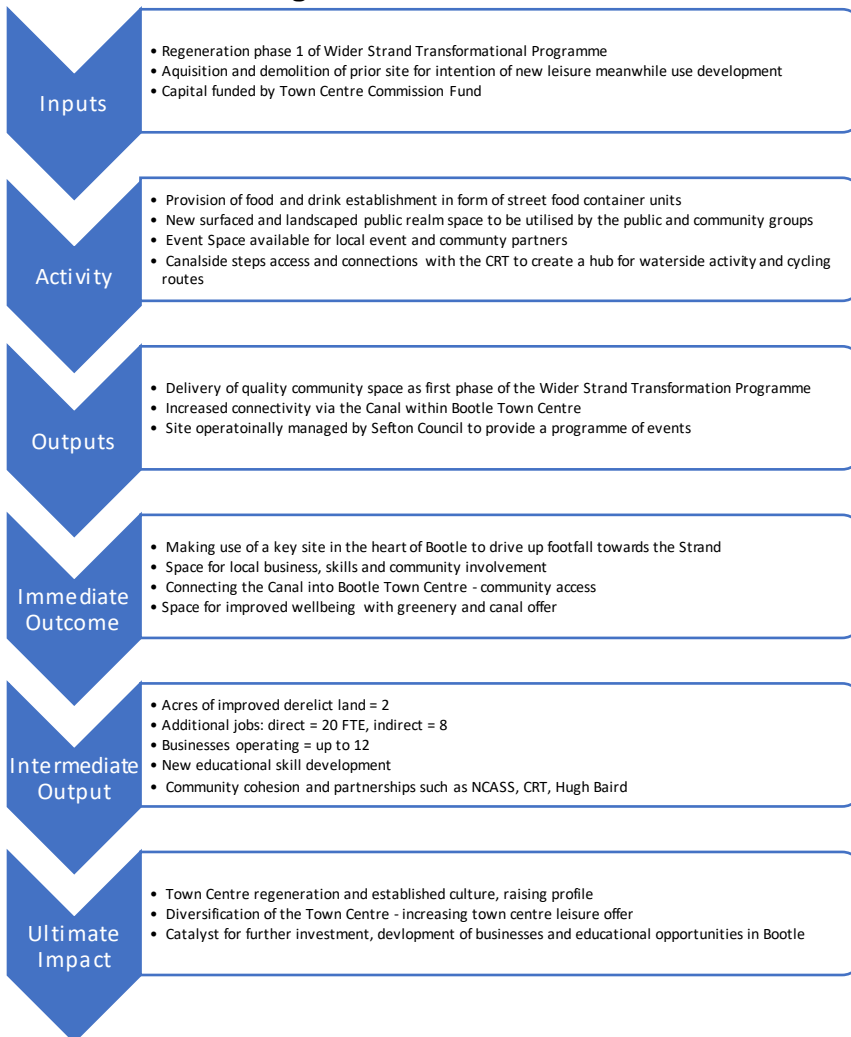 Inputs
• Regeneration phase 1 of Wider Strand Transformational Programme
• Aquisition and demolition of prior site for intention of new leisure meanwhile use development
• Capital funded by Town Centre Commission Fund
Activity
• Provision of food and drink establishment in form of street food container units
• New surfaced and landscaped public realm space to be utilised by the public and community groups
• Event Space available for local event and communty partners
• Canalside steps access and connections with the CRT to create a hub for waterside activity and cycling
routes
Outputs
• Delivery of quality community space as first phase of the Wider Strand Transformation Programme
• Increased connectivity via the Canal within Bootle Town Centre
• Site operatoinally managed by Sefton Council to provide a programme of events
Immediate
Outcome
• Making use of a key site in the heart of Bootle to drive up footfall towards the Strand
• Space for local business, skills and community involvement
• Connecting the Canal into Bootle Town Centre - community access
• Space for improved wellbeing with greenery and canal offer
Intermediate
Output
• Acres of improved derelict land = 2
• Additional jobs: direct = 20 FTE, indirect = 8
• Businesses operating = up to 12
• New educational skill development
• Community cohesion and partnerships such as NCASS, CRT, Hugh Baird
Ultimate
Impact
• Town Centre regeneration and established culture, raising profile
• Diversification of the Town Centre - increasing town centre leisure offer
• Catalyst for further investment, devlopment of businesses and educational opportunities in Bootle